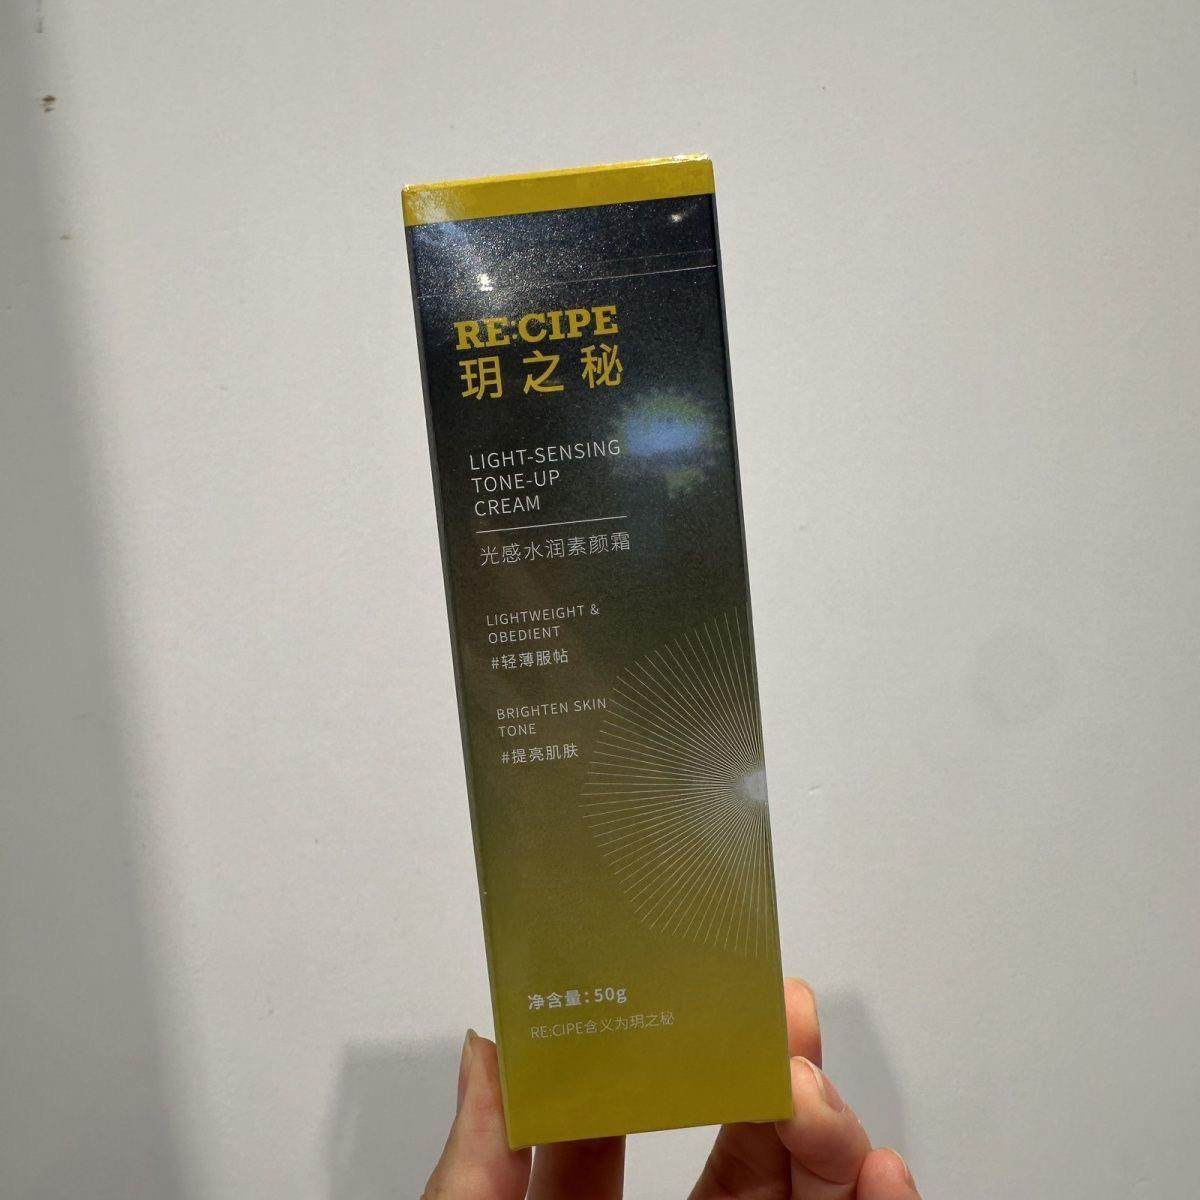 RE:CIPE
玥之秘
LIGHT-SENSING
TONE-UP
CREAM
光感水润素颜霜
LIGHTWEIGHT &
OBEDIENT
#轻薄服帖
BRIGHTEN SKIN
TONE
#提亮肌肤
净含量：50g
RE:CIPE含义为玥之秘